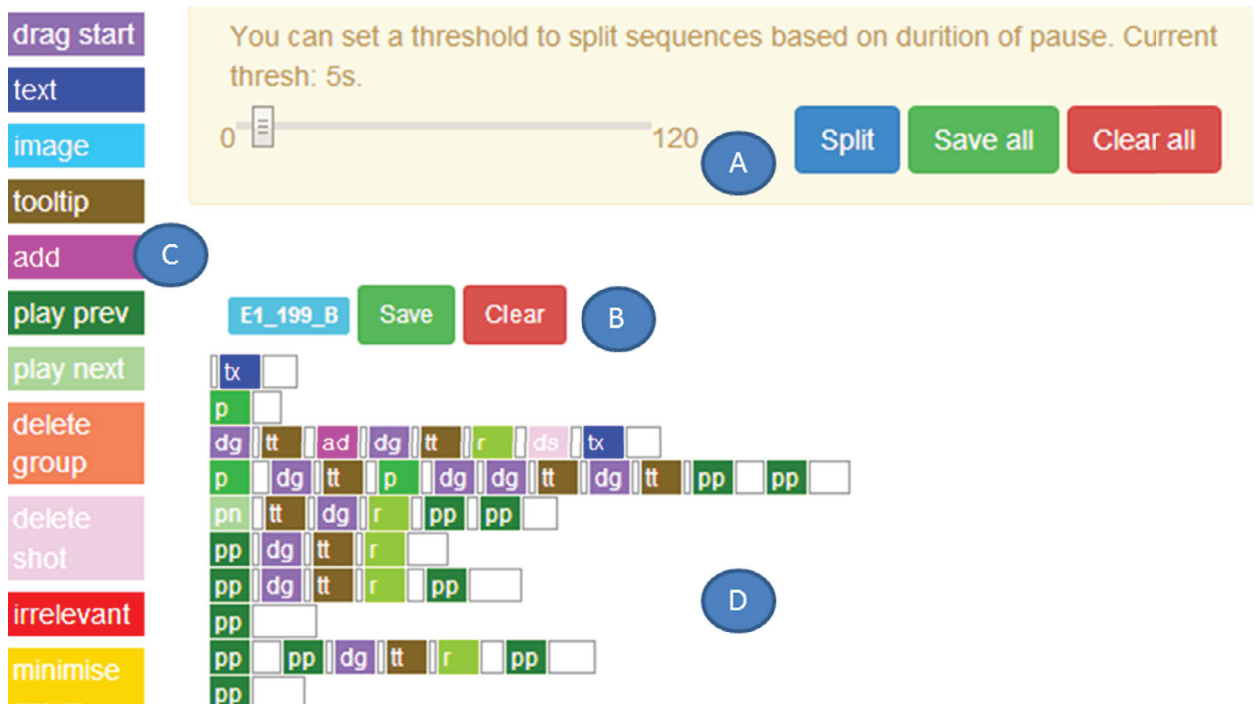 drag start
text
image
tooltip
add
play prev
play next
delete
group
delete
shot
irrelevant
minimise
You can set a threshold to split sequences based on durition of pause. Current
thresh: 5s.
0 120
A
Split Save all Clear all
C
E1_199_B Save Clear
B
tx
p
dg tt ad dg tt r ds tx
p dg tt p dg dg tt dg tt pp pp
pn tt dg r pp pp
pp dg tt r
pp dg tt r pp
D
pp
pp pp dg tt r pp
pp